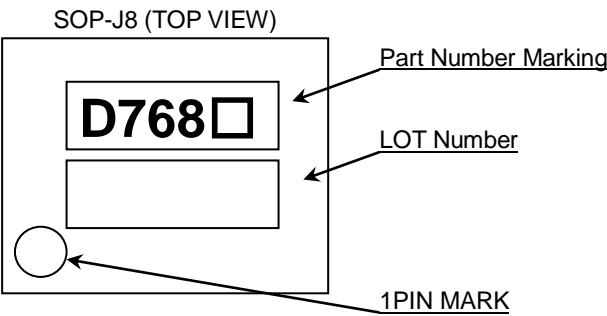 SOP-J8 (TOP VIEW)
Part Number Marking
D768□
LOT Number
1PIN MARK